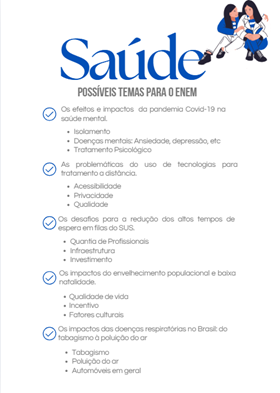 Saúde
POSSÍVEIS TEMAS PARA O ENEM
Os efeitos e impactos da pandemia Covid-19 na
saúde mental.
• Isolamento
• Doenças mentais: Ansiedade, depressão, etc
• Tratamento Psicológico
As problemáticas do uso de tecnologias para
tratamento a distância.
• Acessibilidade
• Privacidade
• Qualidade
Os desafios para a redução dos altos tempos de
espera em filas do SUS.
• Quantia de Profissionais
• Infraestrutura
• Investimento
Os impactos do envelhecimento populacional e baixa
natalidade.
• Qualidade de vida
• Incentivo
• Fatores culturais
Os impactos das doenças respiratórias no Brasil: do
tabagismo à poluição do ar
• Tabagismo
• Poluição do ar
• Automóveis em geral